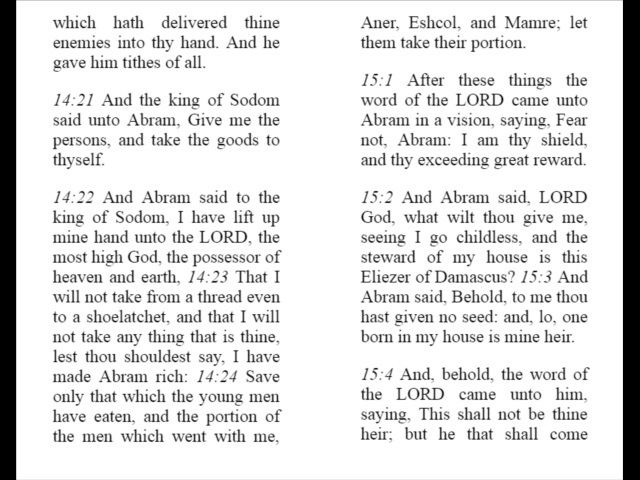 which hath delivered thine
enemies into thy hand. And he
gave him tithes of all.
14:21 And the king of Sodom
said unto Abram, Give me the
persons, and take the goods to
thyself.
14:22 And Abram said to the
king of Sodom, I have lift up
mine hand unto the LORD, the
most high God, the possessor of
heaven and earth, 14:23 That I
will not take from a thread even
to a shoelatchet, and that I will
not take any thing that is thine,
lest thou shouldest say, I have
made Abram rich: 14:24 Save
only that which the young men
have eaten, and the portion of
the men which went with me,
Aner, Eshcol, and Mamre; let
them take their portion.
15:1 After these things the
word of the LORD came unto
Abram in a vision, saying, Fear
not, Abram: I am thy shield,
and thy exceeding great reward.
15:2 And Abram said, LORD
God, what wilt thou give me,
seeing I go childless, and the
steward of my house is this
Eliezer of Damascus? 15:3 And
Abram said, Behold, to me thou
hast given no seed: and, lo, one
born in my house is mine heir.
15:4 And, behold, the word of
the LORD came unto him,
saying, This shall not be thine
heir; but he that shall come